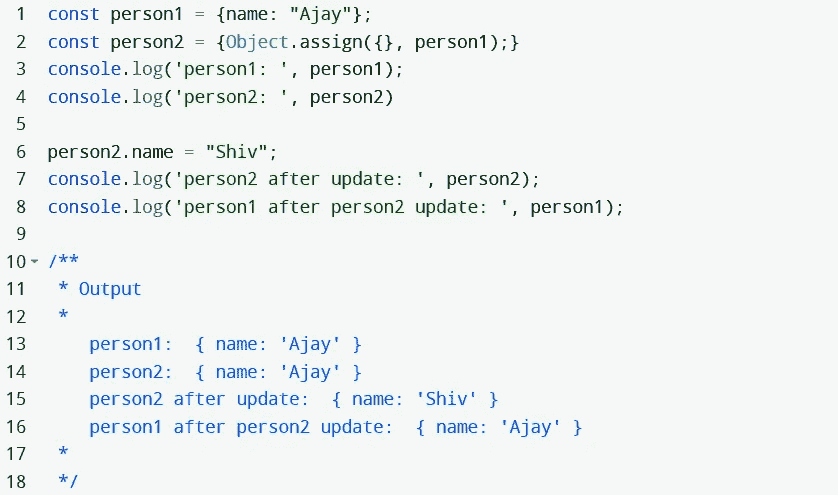 1 const person1 = {name: "Ajay"};
2 const person2 = {Object.assign({}, person1);}
3 console.log('person1: ', person1);
4 console.log('person2: ', person2)
5
6 person2.name = "Shiv";
7 console.log('person2 after update: ', person2);
8 console.log('person1 after person2 update: ', person1);
9
10 /**
11 * Output
12 *
13 person1:  { name: 'Ajay' }
14 person2:  { name: 'Ajay' }
15 person2 after update:  { name: 'Shiv' }
16 person1 after person2 update:  { name: 'Ajay' }
17 *
18 */